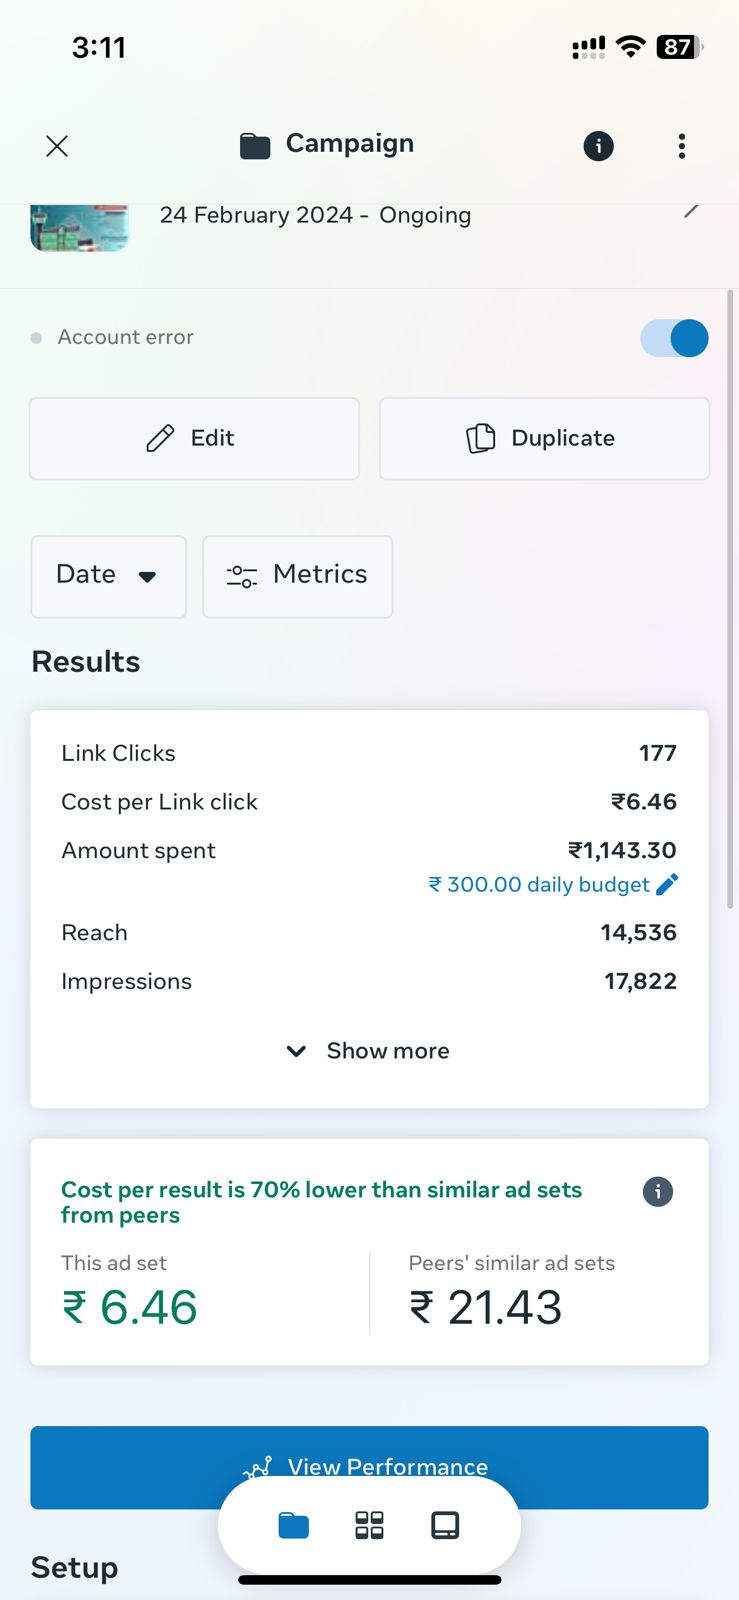 3:11
87
Campaign
24 February 2024 - Ongoing
Account error
Edit
Duplicate
Date
Metrics
Results
Link Clicks 177
Cost per Link click ₹6.46
Amount spent ₹1,143.30
₹ 300.00 daily budget
Reach 14,536
Impressions 17,822
Show more
Cost per result is 70% lower than similar ad sets
from peers
This ad set
₹ 6.46
Peers' similar ad sets
₹ 21.43
View Performance
Setup